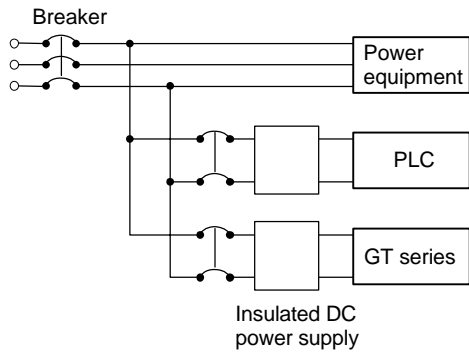 Breaker
Power
equipment
PLC
GT series
Insulated DC
power supply